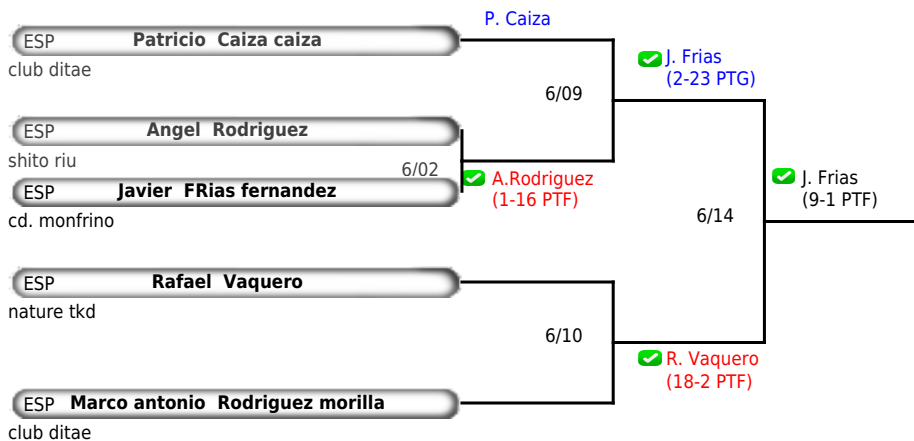 P. Caiza
ESP Patricio Caiza caiza
club ditae
J. Frias
(2-23 PTG)
6/09
ESP Angel Rodriguez
shito riu
6/02
A.Rodriguez
(1-16 PTF)
ESP Javier FRias fernandez
cd. monfrino
J. Frias
(9-1 PTF)
6/14
ESP Rafael Vaquero
nature tkd
6/10
R. Vaquero
(18-2 PTF)
ESP Marco antonio Rodriguez morilla
club ditae